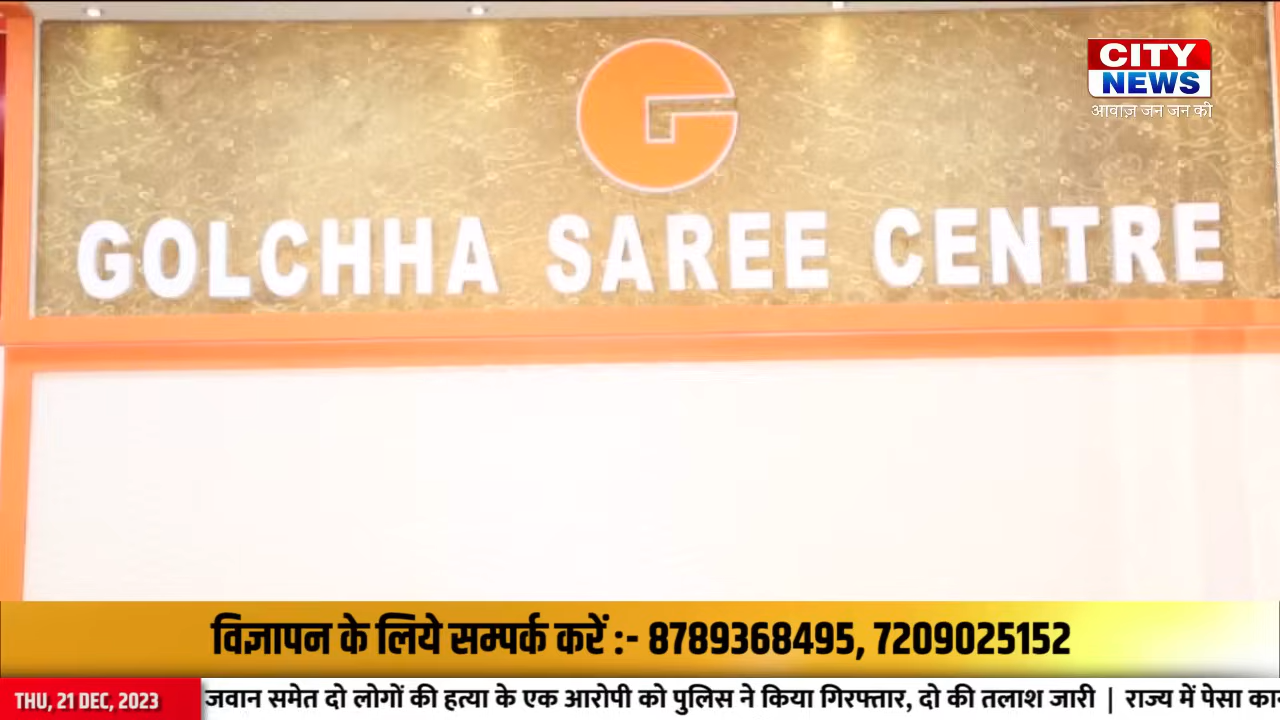 CITY
NEWS
आवाज़ जन जन की
GOLCHHA SAREE CENTRE
विज्ञापन के लिये सम्पर्क करें :- 8789368495, 7209025152
THU, 21 DEC, 2023
जवान समेत दो लोगों की हत्या के एक आरोपी को पुलिस ने किया गिरफ्तार, दो की तलाश जारी | राज्य में पेसा